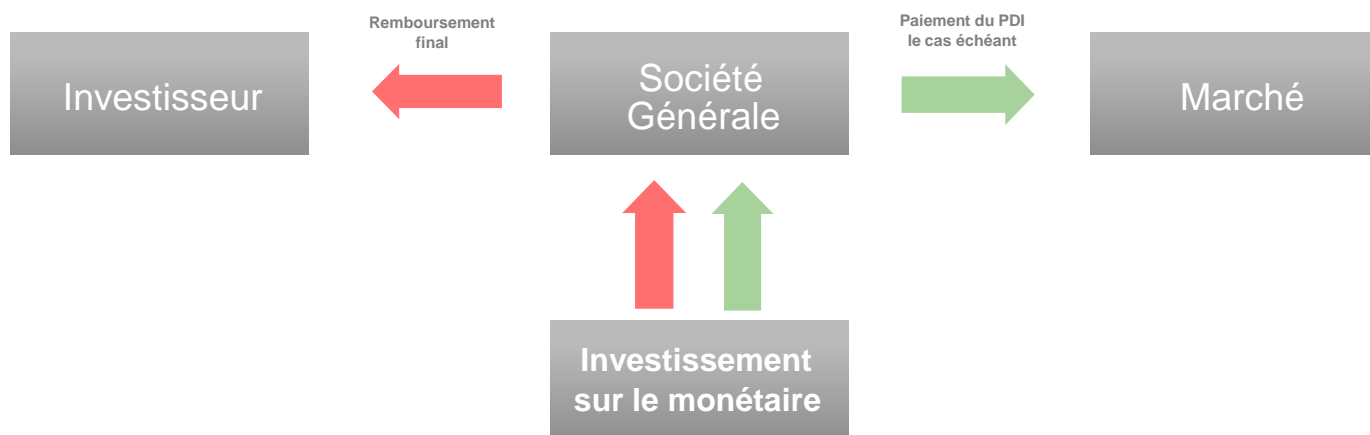 Remboursement
final
Paiement du PDI
le cas échéant
Investisseur
Société
Générale
Marché
Investissement
sur le monétaire